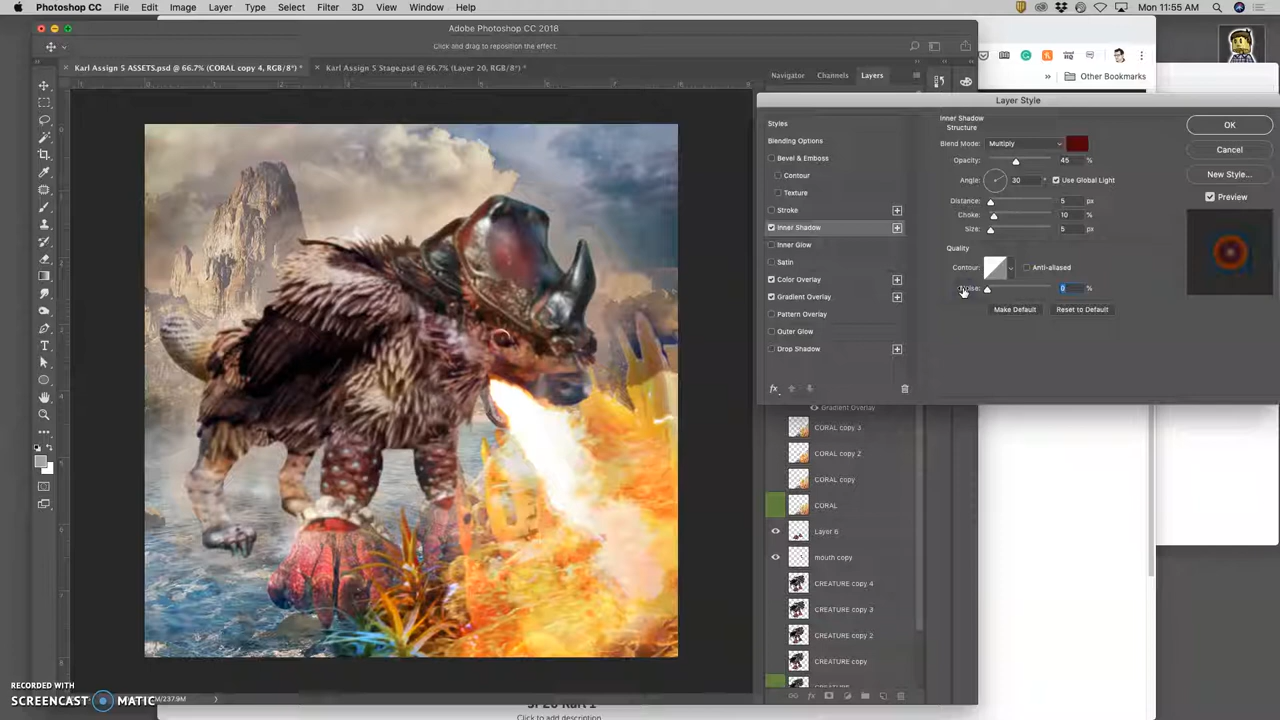 Photoshop CC File Edit Image Layer Type Select Filter 3D View Window Help
Mon 11:55 AM
Adobe Photoshop CC 2018
Click and drag to reposition the effect.
Karl Assign 5 ASSETS.psd @ 66.7% (CORAL copy 4, RGB/8*) *
Karl Assign 5 Stage.psd @ 66.7% (Layer 20, RGB/8*) *
Navigator Channels Layers
Other Bookmarks
Layer Style
Styles
Blending Options
Bevel & Emboss
Contour
Texture
Stroke
Inner Shadow
Inner Glow
Satin
Color Overlay
Gradient Overlay
Pattern Overlay
Outer Glow
Drop Shadow
fx
Inner Shadow
Structure
Blend Mode: Multiply
Opacity: 45 %
Angle: 30 ° Use Global Light
Distance: 5 px
Choke: 10 %
Size: 5 px
Quality
Contour: Anti-aliased
0 %
Make Default Reset to Default
OK
Cancel
New Style...
Preview
Gradient Overlay
CORAL copy 3
CORAL copy 2
CORAL copy
CORAL
Layer 6
mouth copy
CREATURE copy 4
CREATURE copy 3
CREATURE copy 2
CREATURE copy
RECORDED WITH
SCREENCAST MATIC
M/237.9M
Click to add description